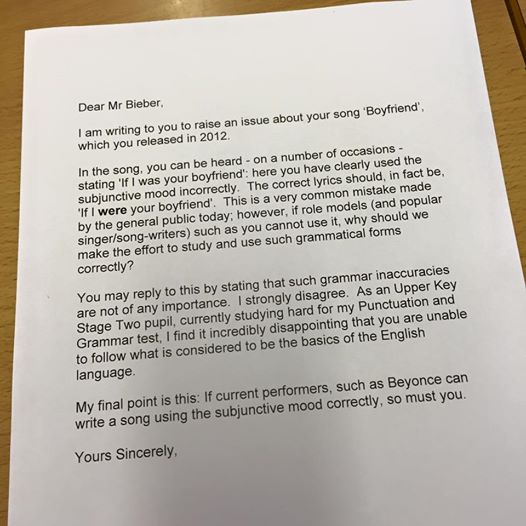 Dear Mr Bieber,
I am writing to you to raise an issue about your song 'Boyfriend',
which you released in 2012.
In the song, you can be heard - on a number of occasions -
stating 'If I was your boyfriend': here you have clearly used the
subjunctive mood incorrectly. The correct lyrics should, in fact be,
'If I were your boyfriend'. This is a very common mistake made
by the general public today; however, if role models (and popular
singer/song-writers) such as you cannot use it, why should we
make the effort to study and use such grammatical forms
correctly?
You may reply to this by stating that such grammar inaccuracies
are not of any importance. I strongly disagree. As an Upper Key
Stage Two pupil, currently studying hard for my Punctuation and
Grammar test, I find it incredibly disappointing that you are unable
to follow what is considered to be the basics of the English
language.
My final point is this: If current performers, such as Beyonce can
write a song using the subjunctive mood correctly, so must you.
Yours Sincerely,